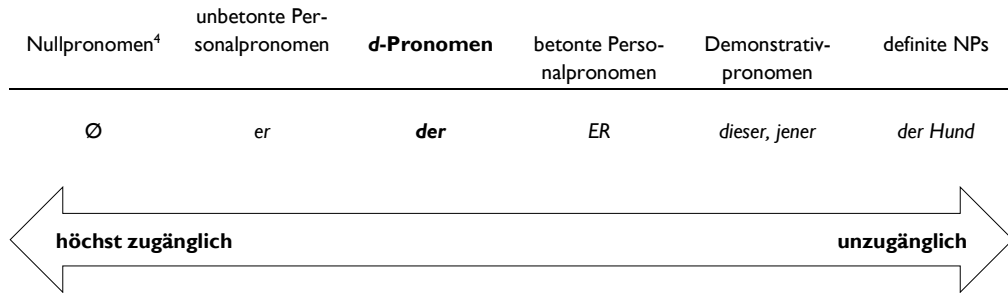 Nullpronomen⁴ unbetonte Per- d-Pronomen betonte Perso- Demonstrativ- definite NPs
sonalpronomen nalpronomen pronomen
Ø er der ER dieser, jener der Hund
höchst zugänglich unzugänglich